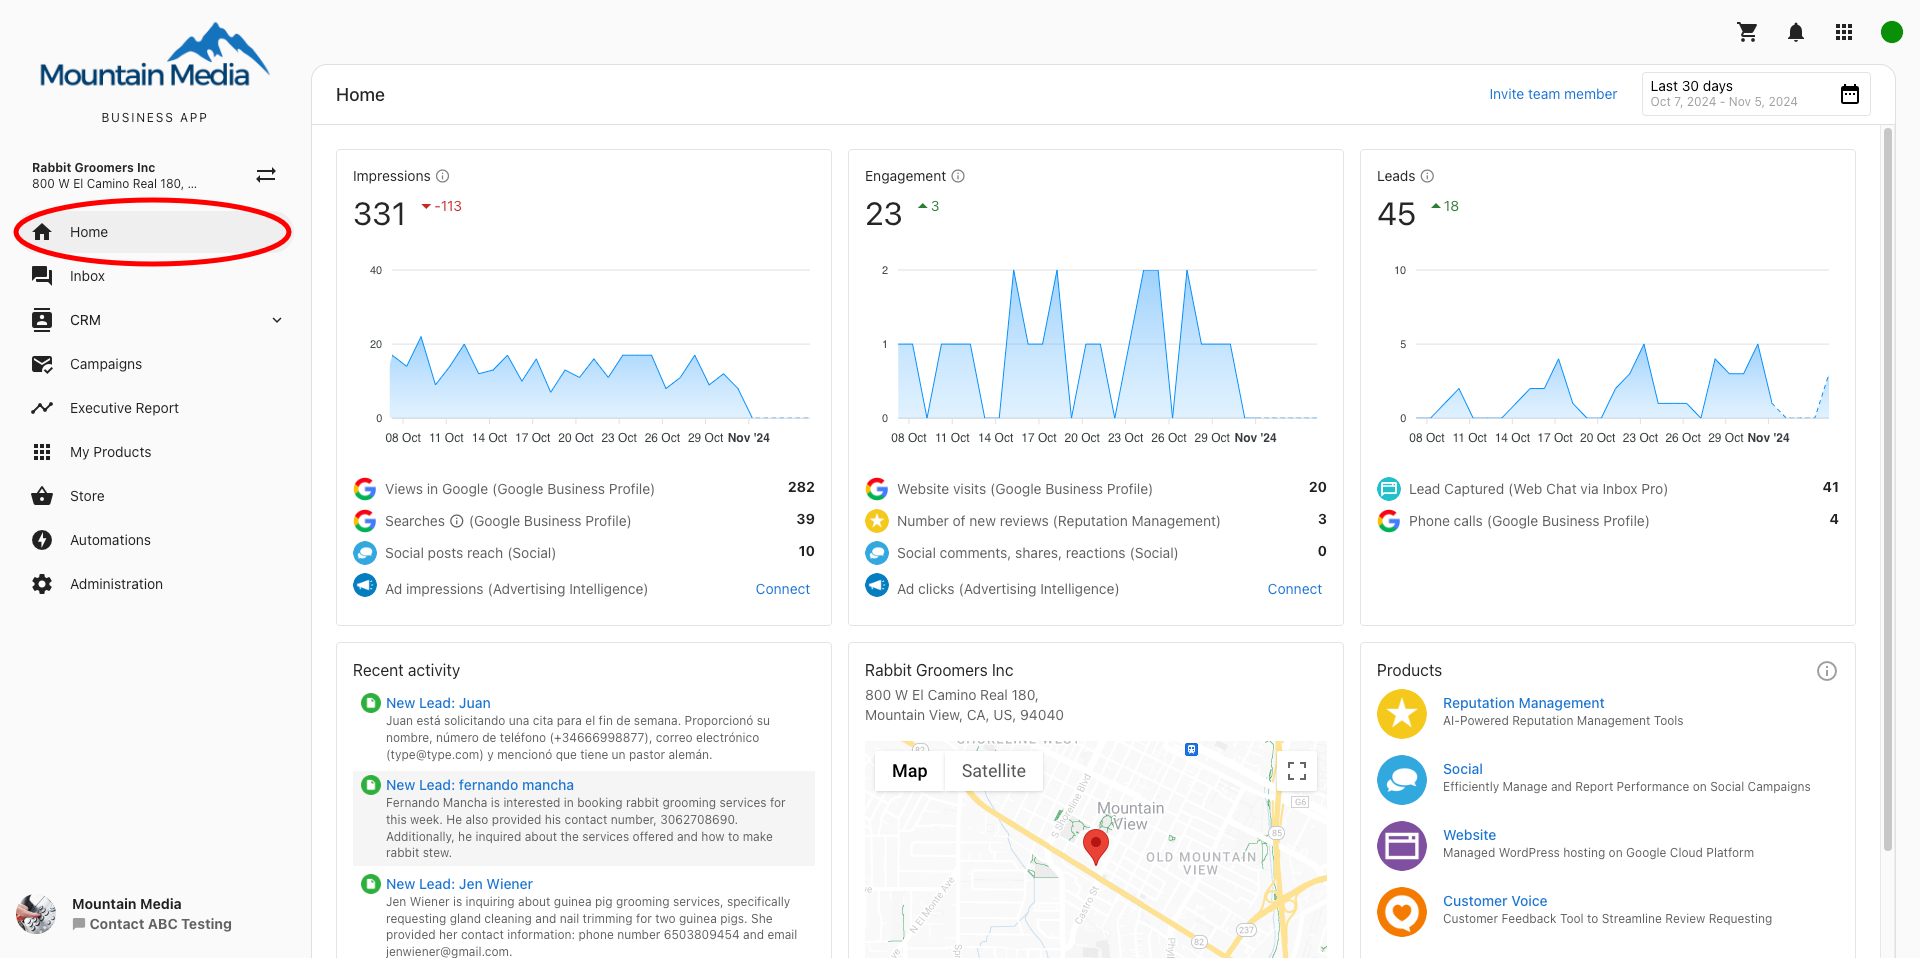 Mountain Media
BUSINESS APP
Rabbit Groomers Inc
800 W El Camino Real 180, ...
Home
Inbox
CRM
Campaigns
Executive Report
My Products
Store
Automations
Administration
Mountain Media
Contact ABC Testing
Home
Invite team member
Last 30 days
Oct 7, 2024 - Nov 5, 2024
Impressions
331 -113
40
20
0
08 Oct 11 Oct 14 Oct 17 Oct 20 Oct 23 Oct 26 Oct 29 Oct Nov '24
Views in Google (Google Business Profile) 282
Searches (Google Business Profile) 39
Social posts reach (Social) 10
Ad impressions (Advertising Intelligence) Connect
Engagement
23 3
2
1
0
08 Oct 11 Oct 14 Oct 17 Oct 20 Oct 23 Oct 26 Oct 29 Oct Nov '24
Website visits (Google Business Profile) 20
Number of new reviews (Reputation Management) 3
Social comments, shares, reactions (Social) 0
Ad clicks (Advertising Intelligence) Connect
Leads
45 18
10
5
0
08 Oct 11 Oct 14 Oct 17 Oct 20 Oct 23 Oct 26 Oct 29 Oct Nov '24
Lead Captured (Web Chat via Inbox Pro) 41
Phone calls (Google Business Profile) 4
Recent activity
New Lead: Juan
Juan está solicitando una cita para el fin de semana. Proporcionó su
nombre, número de teléfono (+34666998877), correo electrónico
(type@type.com) y mencionó que tiene un pastor alemán.
New Lead: fernando mancha
Fernando Mancha is interested in booking rabbit grooming services for
this week. He also provided his contact number, 3062708690.
Additionally, he inquired about the services offered and how to make
rabbit stew.
New Lead: Jen Wiener
Jen Wiener is inquiring about guinea pig grooming services, specifically
requesting gland cleaning and nail trimming for two guinea pigs. She
provided her contact information: phone number 6503809454 and email
jenwiener@gmail.com.
Rabbit Groomers Inc
800 W El Camino Real 180,
Mountain View, CA, US, 94040
SHORELINE WEST
82
Map Satellite
G6
S Shoreline Blvd
Mountain
View
85
OLD MOUNTAIN
VIEW
N El Monte Ave
Castro St
237
82
Products
Reputation Management
AI-Powered Reputation Management Tools
Social
Efficiently Manage and Report Performance on Social Campaigns
Website
Managed WordPress hosting on Google Cloud Platform
Customer Voice
Customer Feedback Tool to Streamline Review Requesting